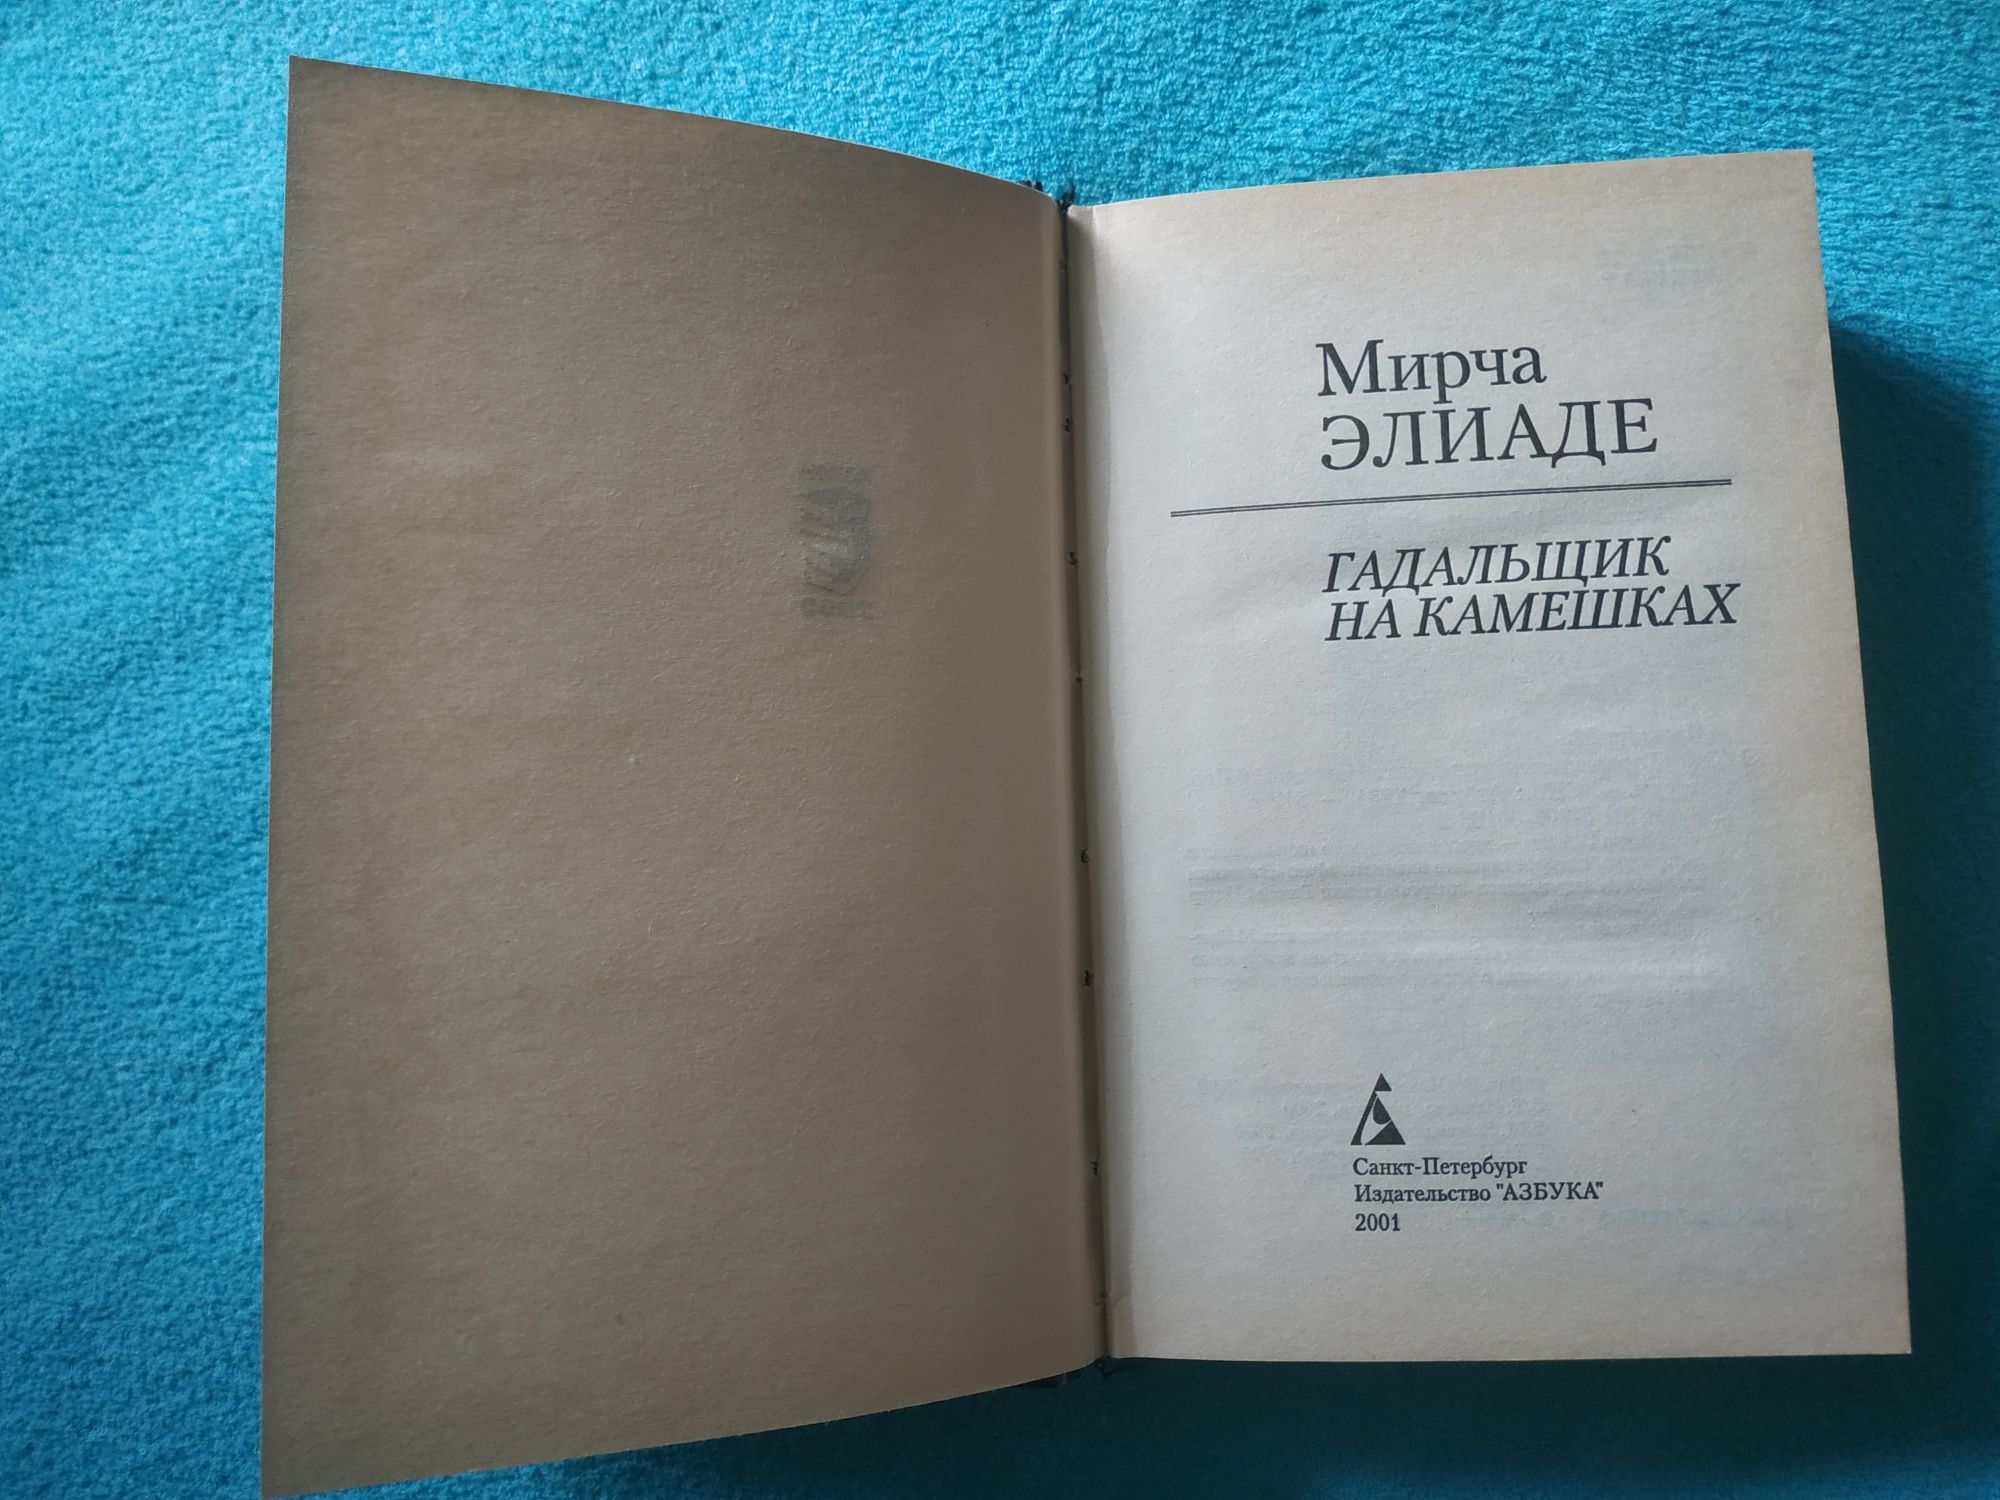 Мирча
ЭЛИАДЕ
ГАДАЛЬЩИК
НА КАМЕШКАХ
Санкт-Петербург
Издательство "АЗБУКА"
2001